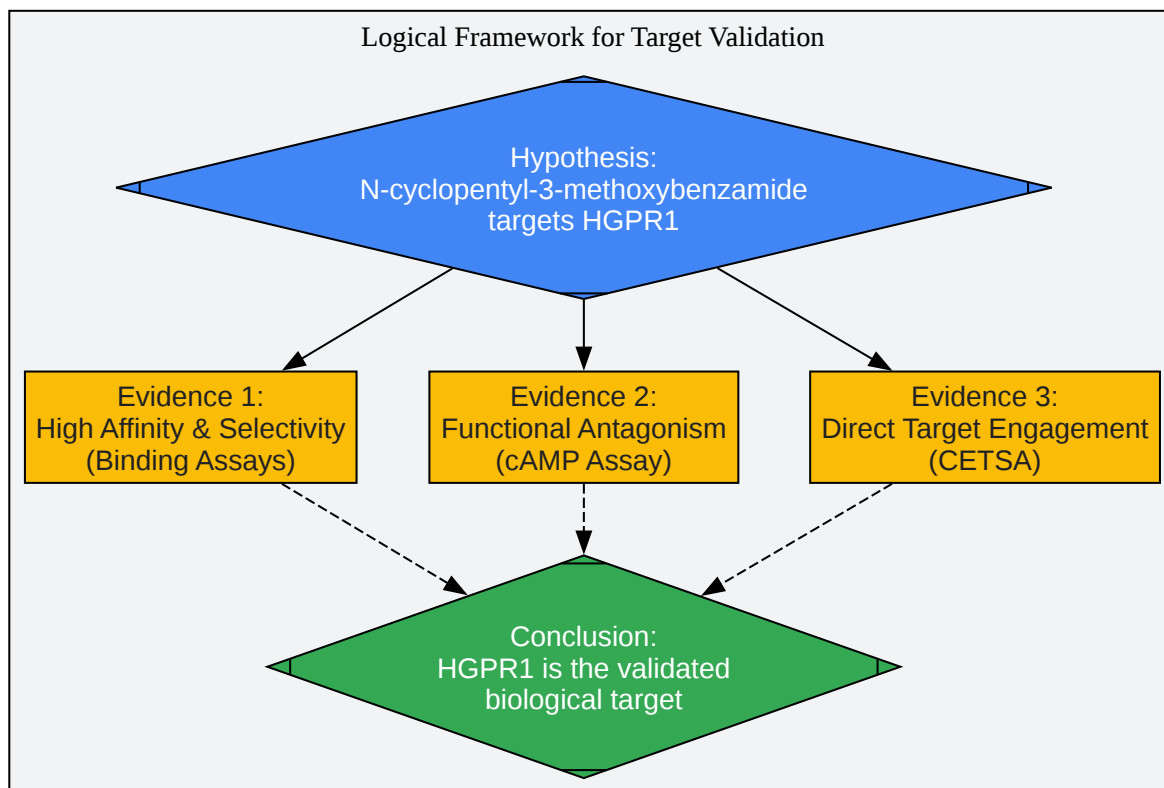 Logical Framework for Target Validation
Hypothesis:
N-cyclopentyl-3-methoxybenzamide
targets HGPR1
Evidence 1:
High Affinity & Selectivity
(Binding Assays)
Evidence 2:
Functional Antagonism
(cAMP Assay)
Evidence 3:
Direct Target Engagement
(CETSA)
Conclusion:
HGPR1 is the validated
biological target